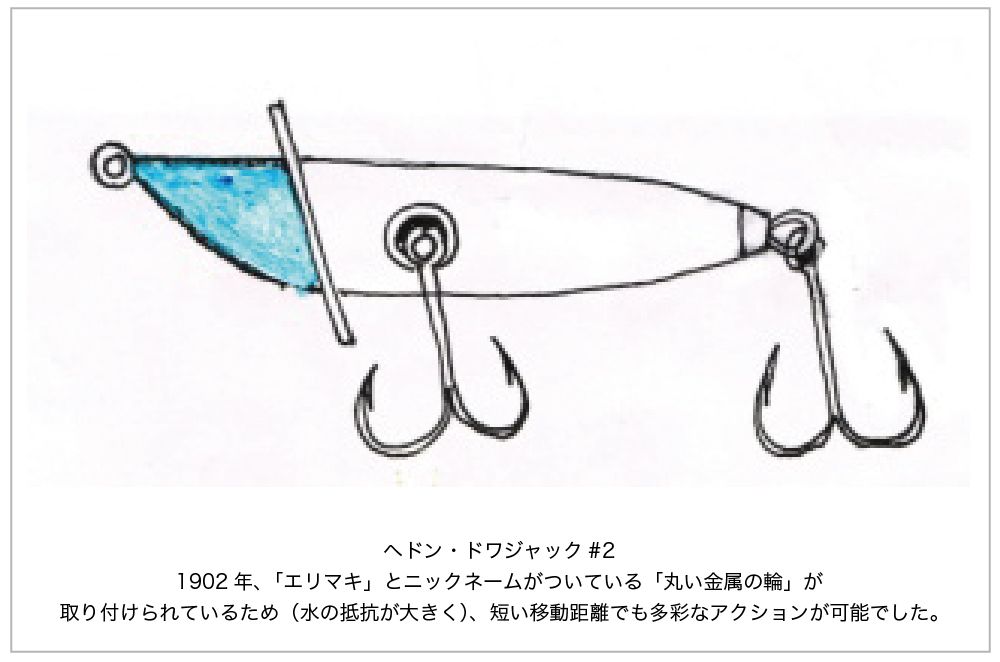 ヘドン・ドワジャック #2
1902 年、「エリマキ」とニックネームがついている「丸い金属の輪」が
取り付けられているため（水の抵抗が大きく）、短い移動距離でも多彩なアクションが可能でした。